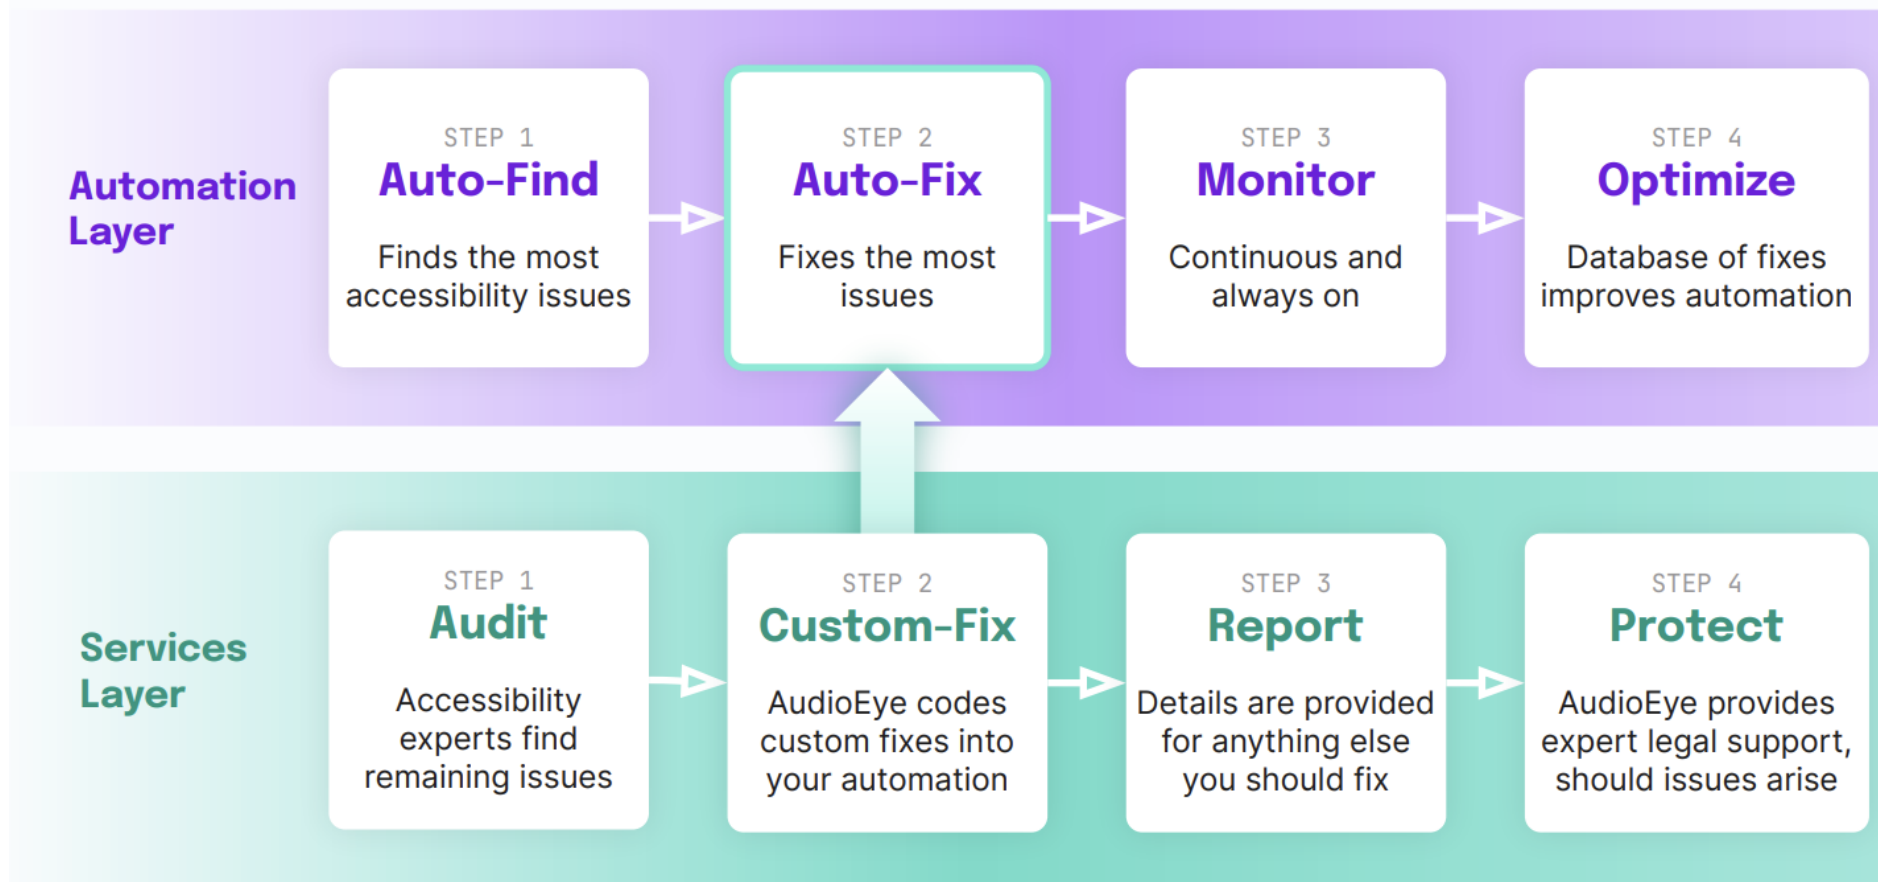 Automation
Layer
STEP 1
Auto-Find
Finds the most
accessibility issues
STEP 2
Auto-Fix
Fixes the most
issues
STEP 3
Monitor
Continuous and
always on
STEP 4
Optimize
Database of fixes
improves automation
Services
Layer
STEP 1
Audit
Accessibility
experts find
remaining issues
STEP 2
Custom-Fix
AudioEye codes
custom fixes into
your automation
STEP 3
Report
Details are provided
for anything else
you should fix
STEP 4
Protect
AudioEye provides
expert legal support,
should issues arise